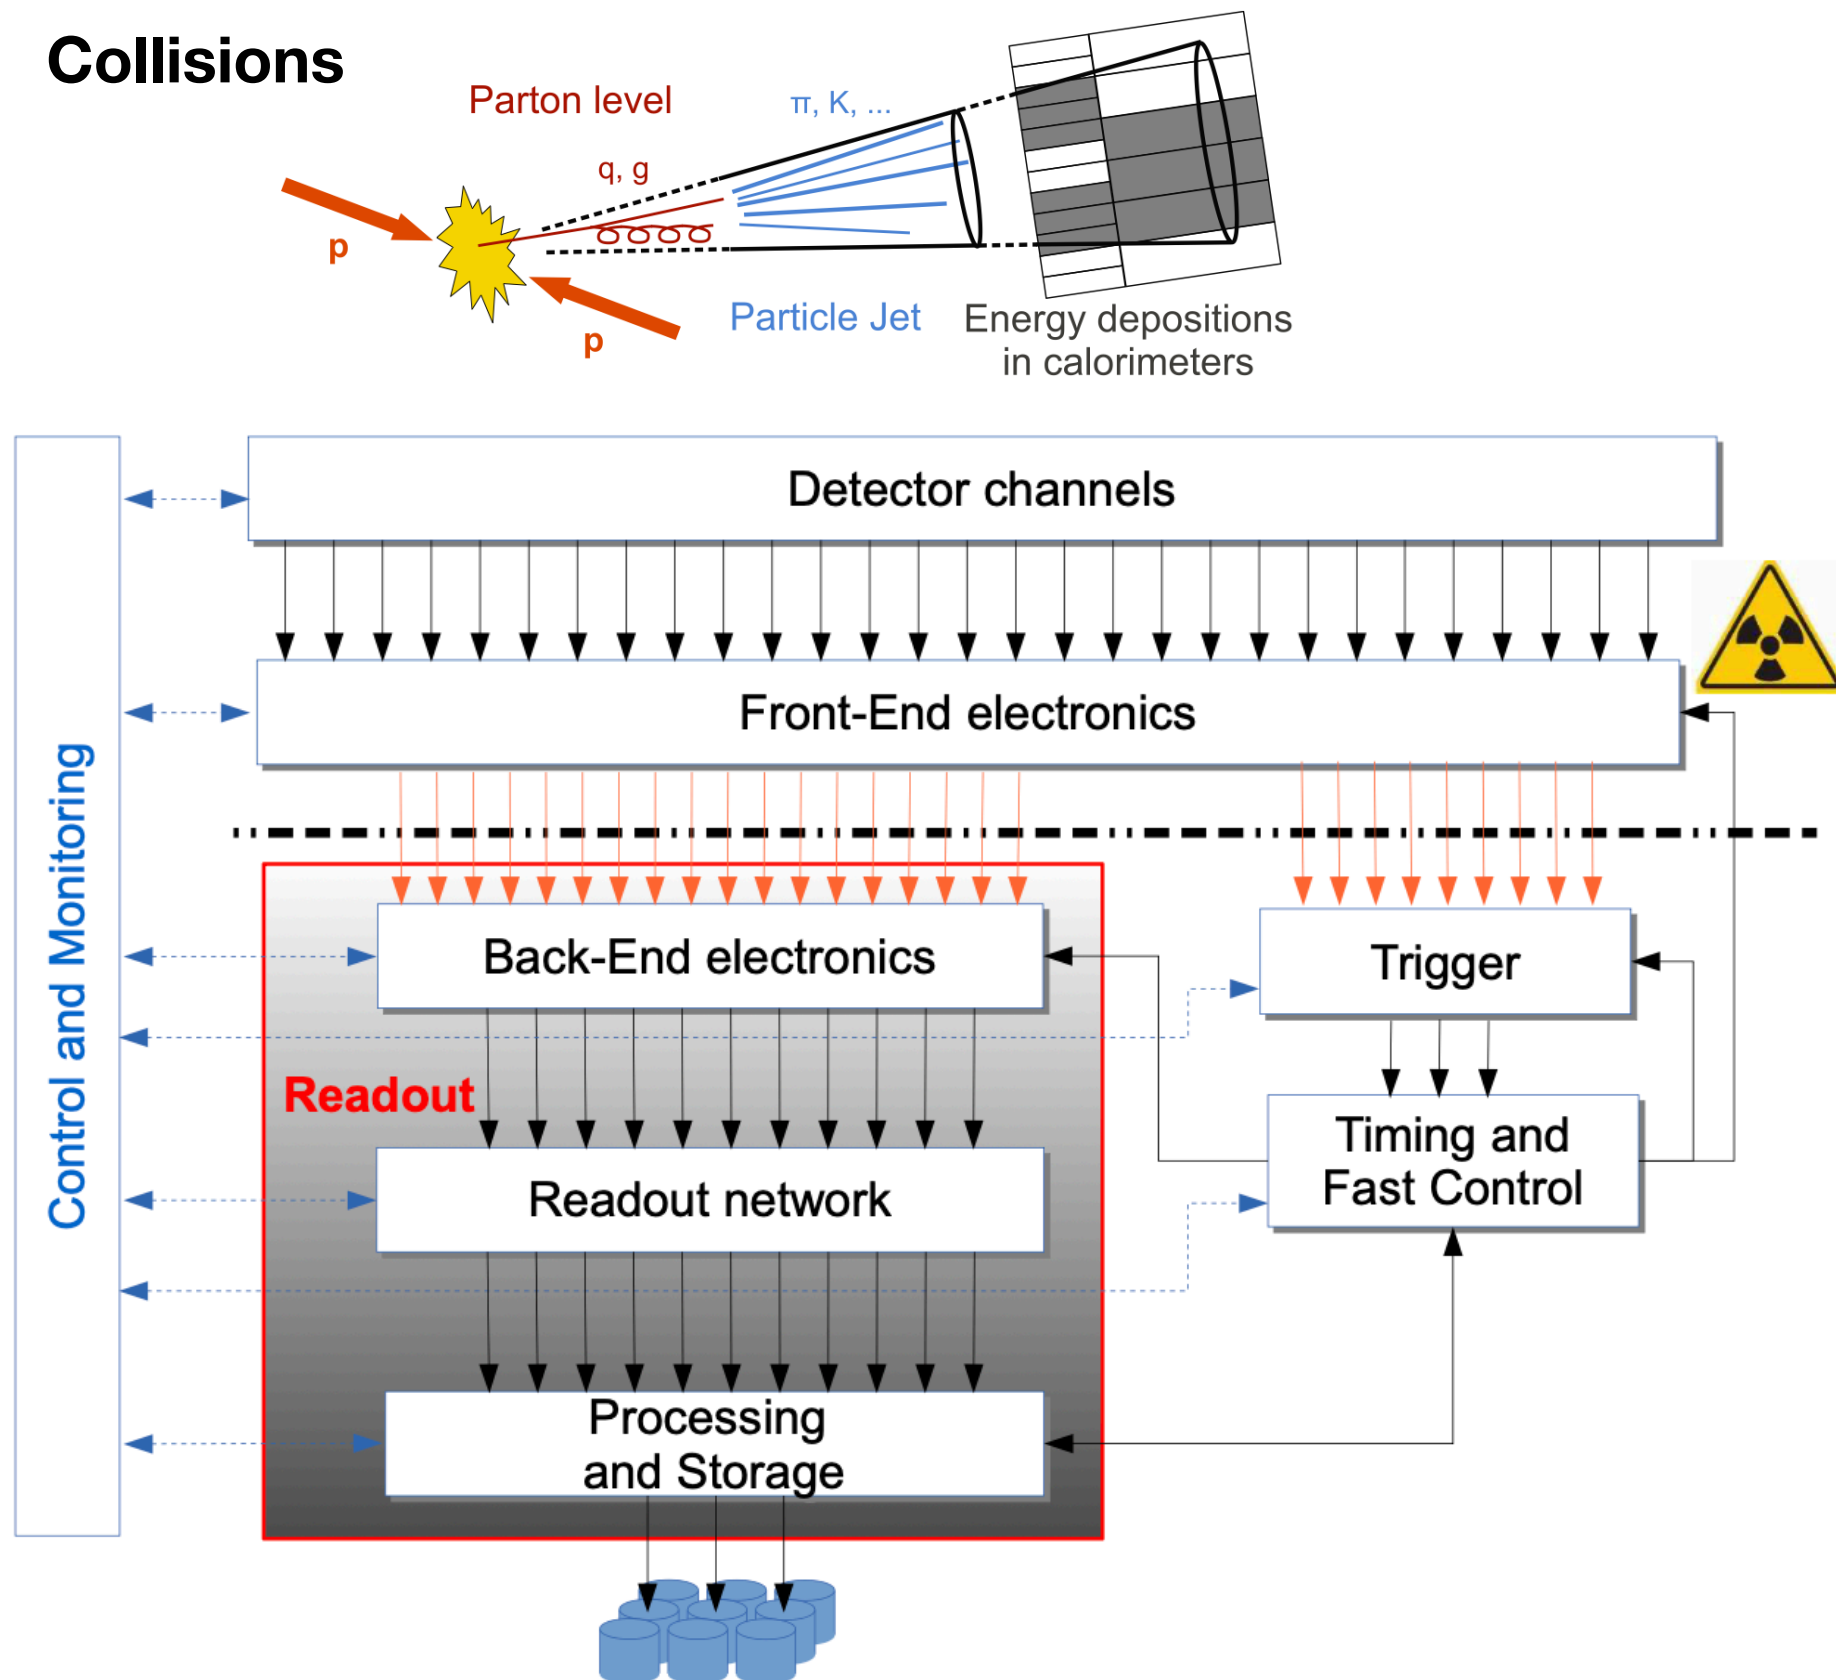 Collisions
Parton level
π, K, ...
q, g
p
p
Particle Jet
Energy depositions
in calorimeters
Detector channels
Front-End electronics
Control and Monitoring
Back-End electronics
Trigger
Readout
Timing and
Fast Control
Readout network
Processing
and Storage